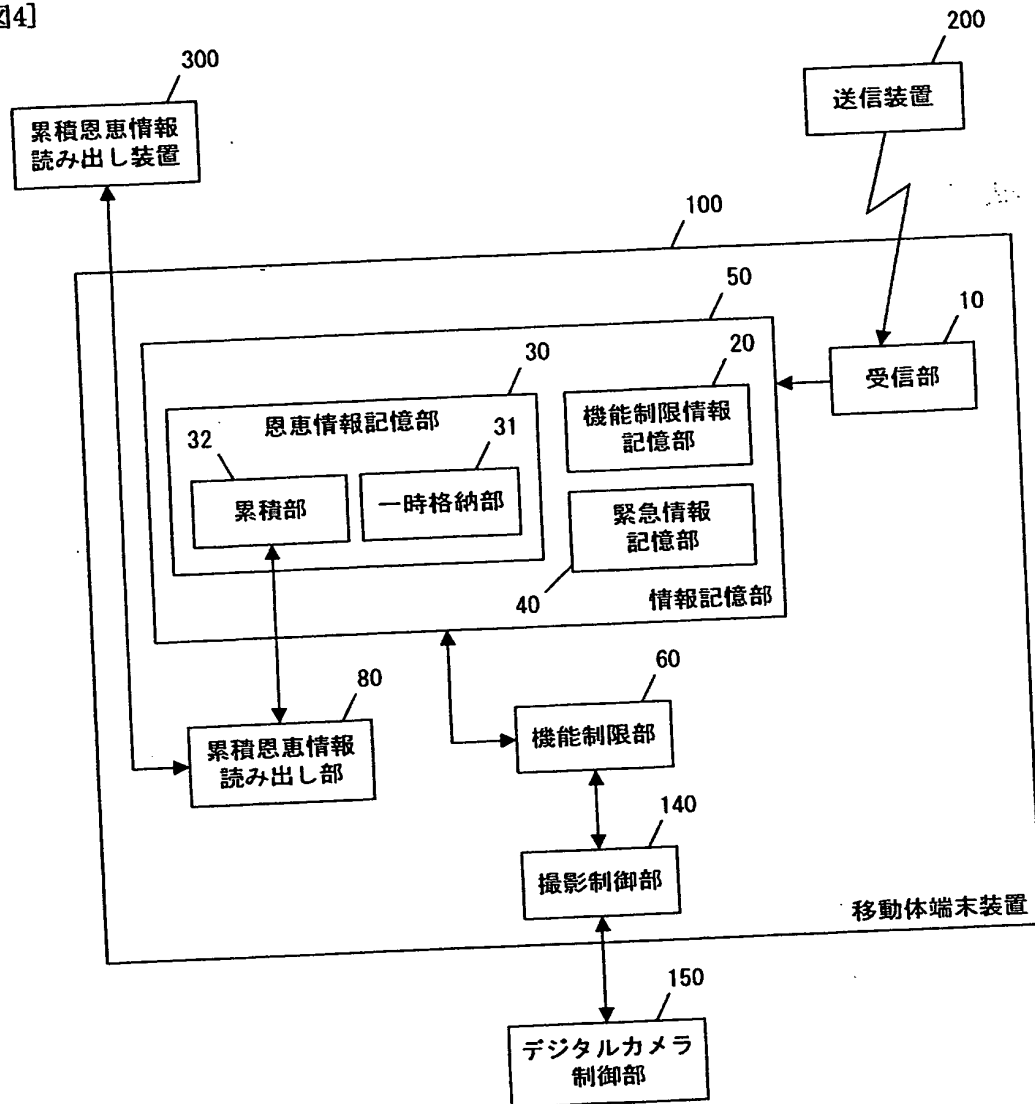 図4]
200
300
送信装置
累積恩恵情報
読み出し装置
100
50
10
30
20
受信部
恩恵情報記憶部
機能制限情報
記憶部
32
31
累積部
一時格納部
緊急情報
記憶部
40
情報記憶部
80
60
累積恩恵情報
読み出し部
機能制限部
140
撮影制御部
移動体端末装置
150
デジタルカメラ
制御部